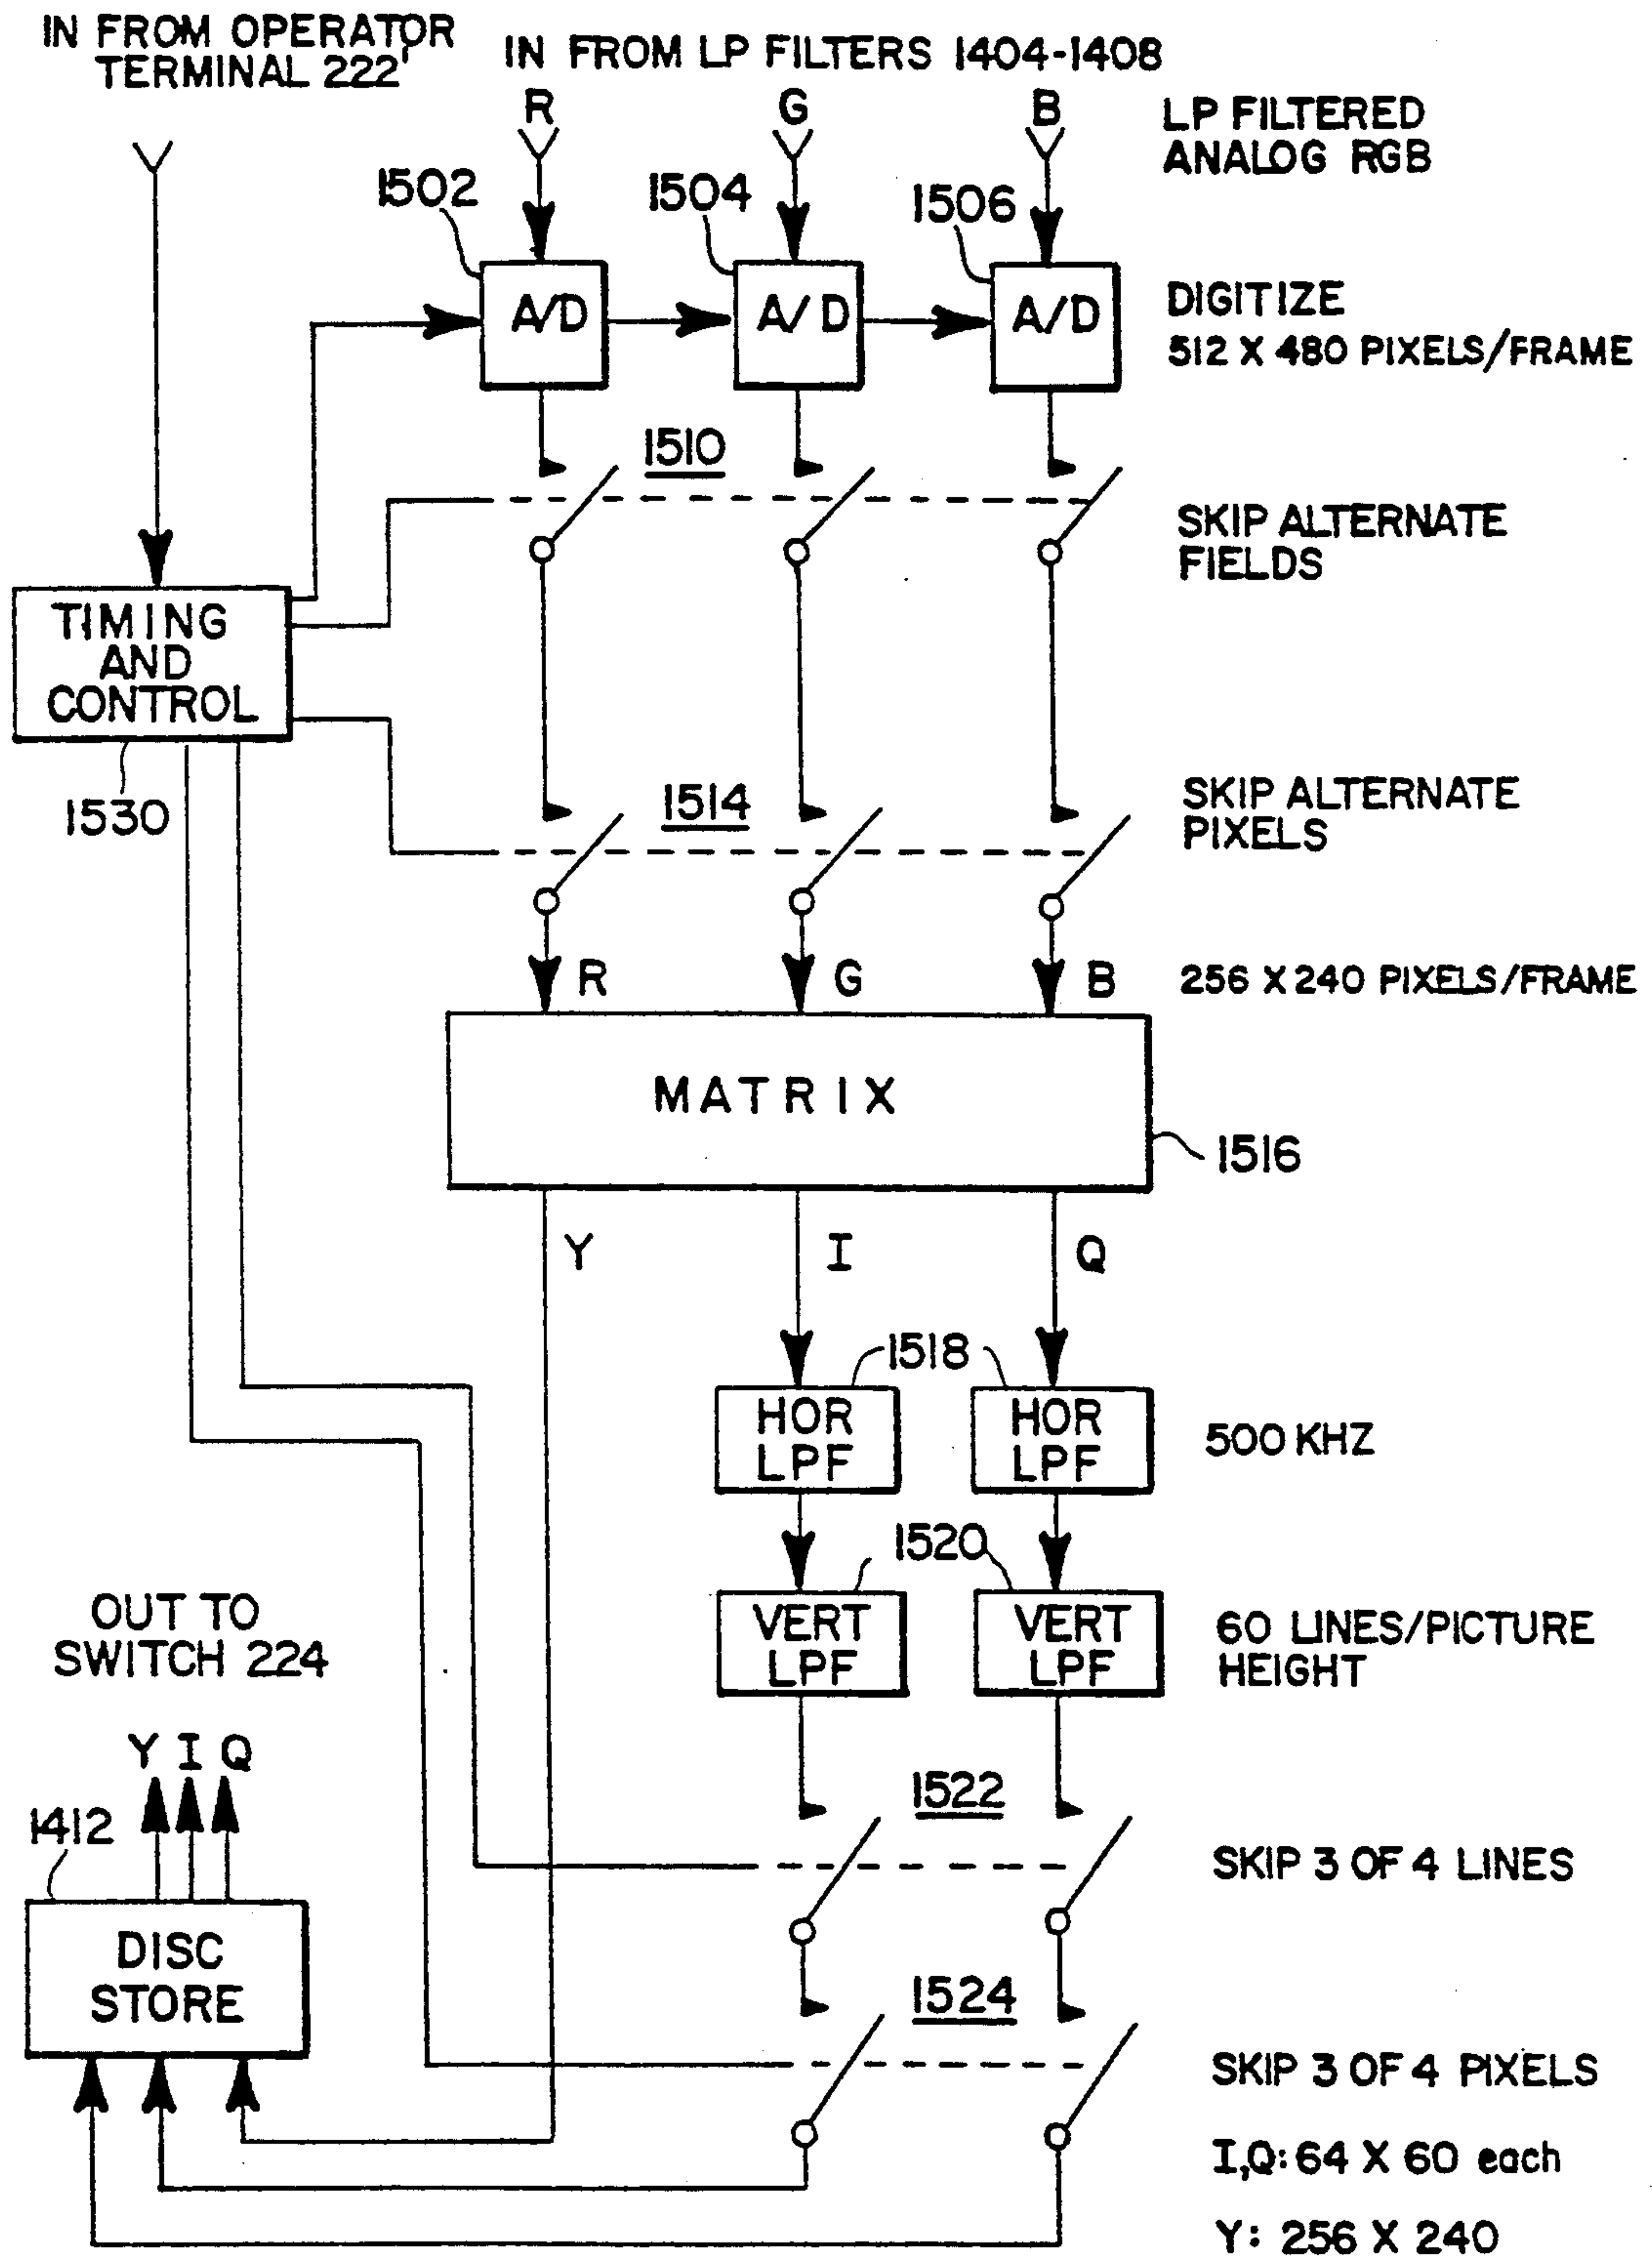 IN FROM OPERATOR
TERMINAL 222'
IN FROM LP FILTERS 1404-1408
R
G
B
LP FILTERED
ANALOG RGB
1502
1504
1506
A/D
A/D
A/D
DIGITIZE
512 X 480 PIXELS/FRAME
1510
SKIP ALTERNATE
FIELDS
TIMING
AND
CONTROL
1530
1514
SKIP ALTERNATE
PIXELS
R
G
B
256 X 240 PIXELS/FRAME
MATRIX
1516
Y
I
Q
1518
HOR
LPF
HOR
LPF
500 KHZ
1520
VERT
LPF
VERT
LPF
60 LINES/PICTURE
HEIGHT
OUT TO
SWITCH 224
Y I Q
1412
DISC
STORE
1522
SKIP 3 OF 4 LINES
1524
SKIP 3 OF 4 PIXELS
I,Q: 64 X 60 each
Y: 256 X 240